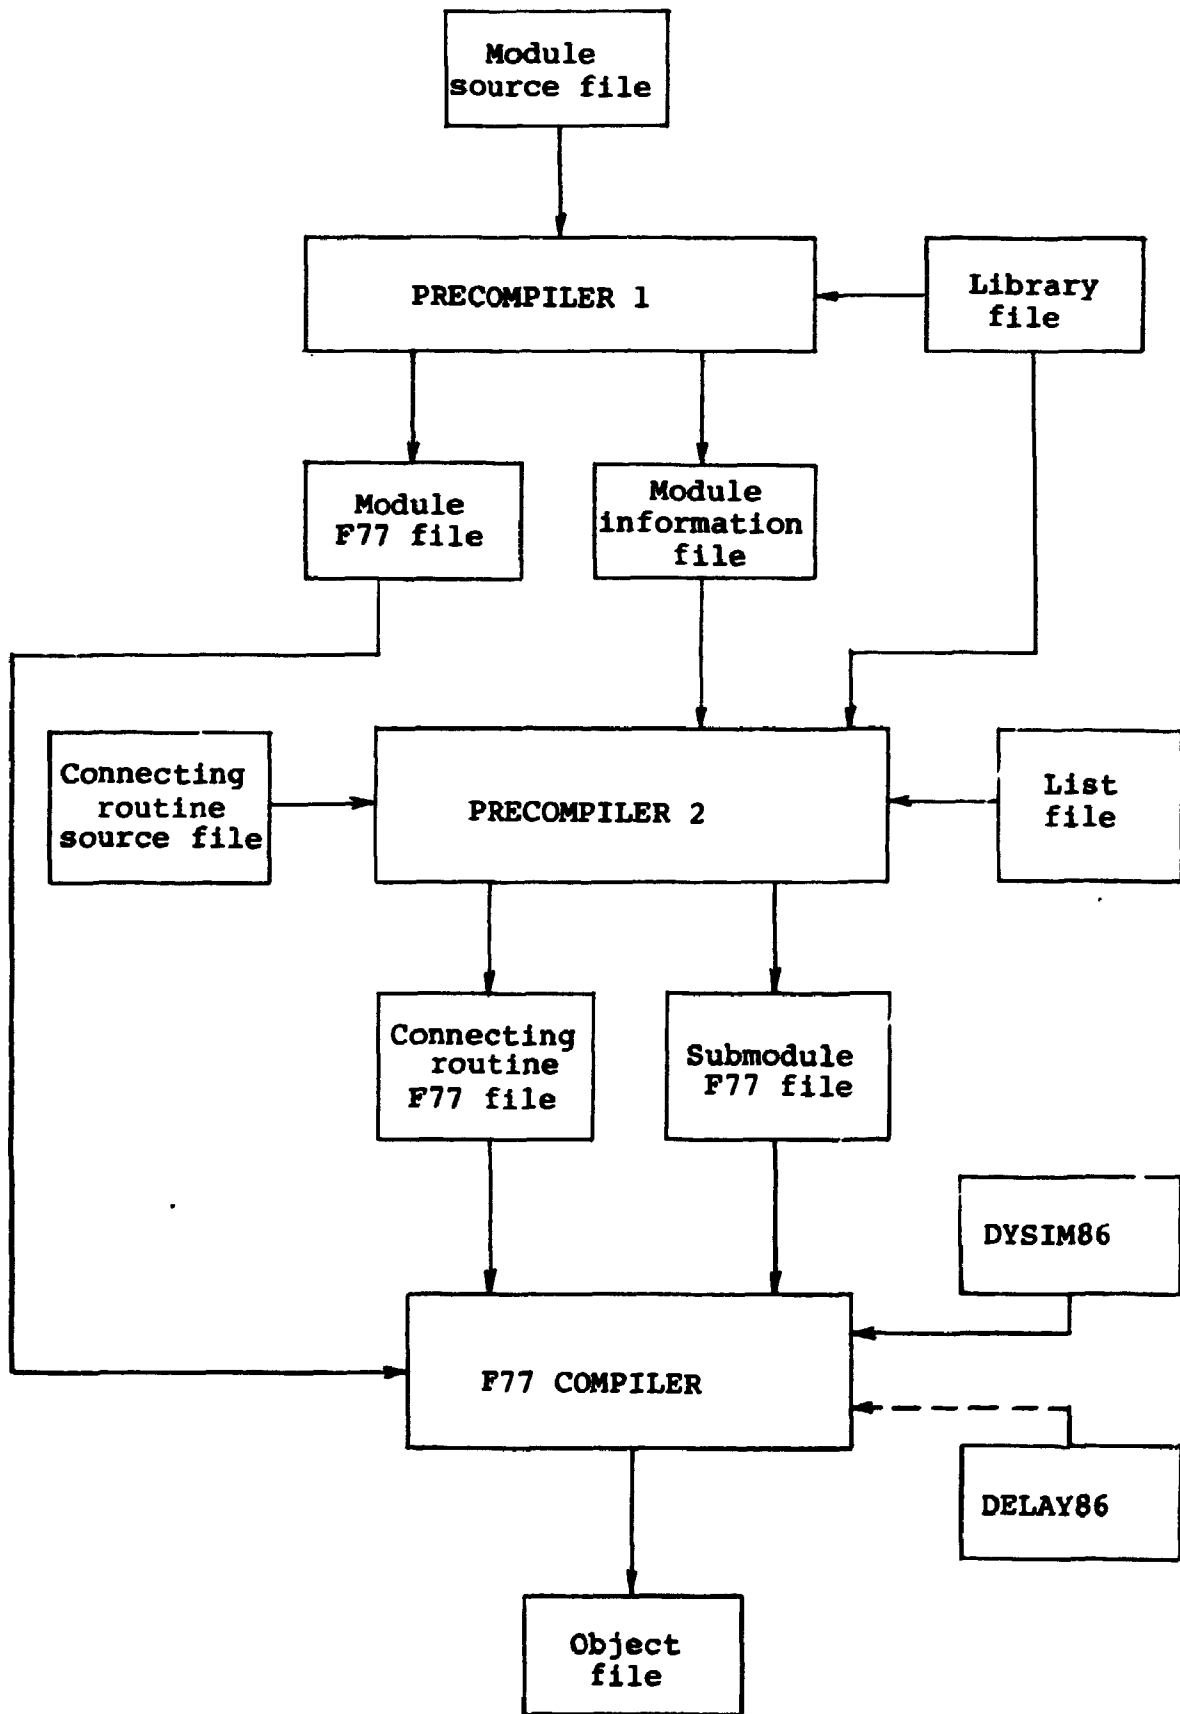 Module
source file
PRECOMPILER 1
Library
file
Module
F77 file
Module
information
file
Connecting
routine
source file
PRECOMPILER 2
List
file
Connecting
routine
F77 file
Submodule
F77 file
DYSIM86
F77 COMPILER
DELAY86
Object
file